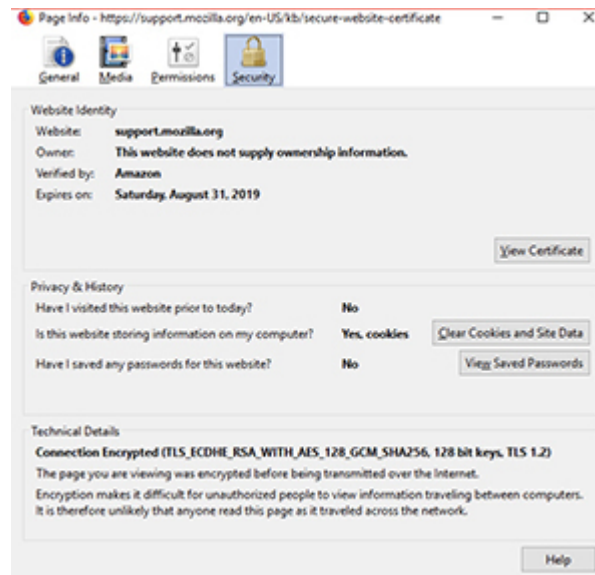 Page Info - https://support.mozilla.org/en-US/kb/secure-website-certificate
General Media Permissions Security
Website Identity
Website: support.mozilla.org
Owner: This website does not supply ownership information.
Verified by: Amazon
Expires on: Saturday, August 31, 2019
View Certificate
Privacy & History
Have I visited this website prior to today? No
Is this website storing information on my computer? Yes, cookies Clear Cookies and Site Data
Have I saved any passwords for this website? No View Saved Passwords
Technical Details
Connection Encrypted (TLS_ECDHE_RSA_WITH_AES_128_GCM_SHA256, 128 bit keys, TLS 1.2)
The page you are viewing was encrypted before being transmitted over the Internet.
Encryption makes it difficult for unauthorized people to view information traveling between computers.
It is therefore unlikely that anyone read this page as it traveled across the network.
Help